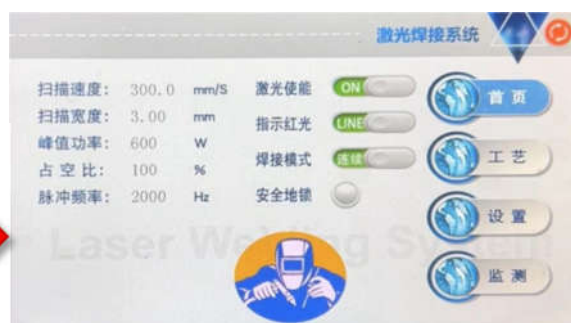 激光焊接系统
扫描速度: 300.0 mm/S 激光使能 ON
扫描宽度: 3.00 mm 指示红光 LINE
峰值功率: 600 W 焊接模式 连续
占空比: 100 % 安全地锁
脉冲频率: 2000 Hz
首页
工艺
设置
监测
Laser Welding System